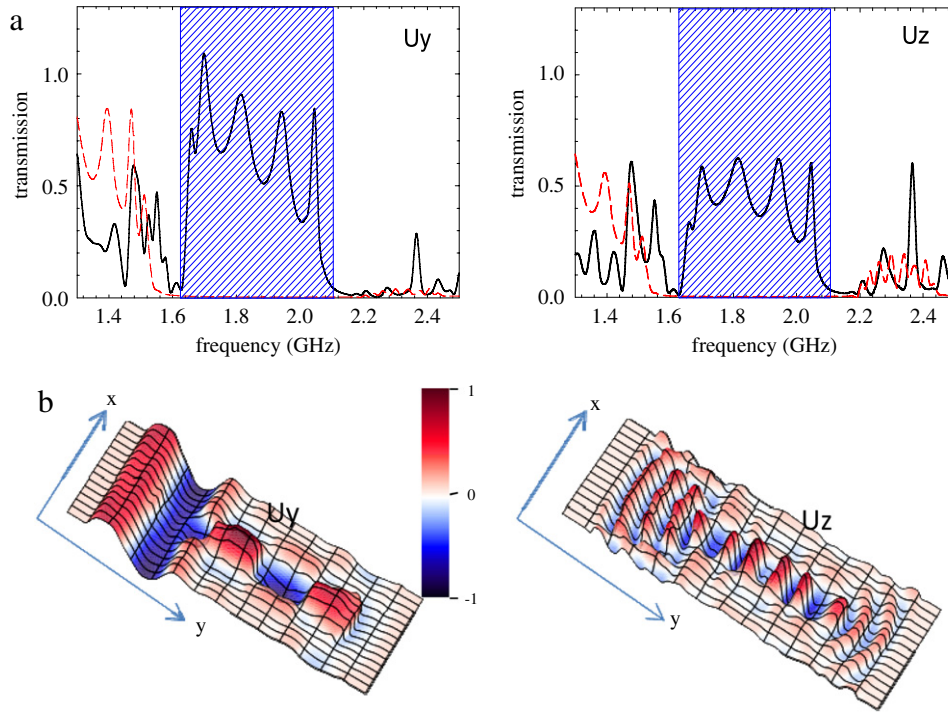 a
Uy
1.0
0.5
0.0
transmission
1.4 1.6 1.8 2.0 2.2 2.4
frequency (GHz)
Uz
1.0
0.5
0.0
transmission
1.4 1.6 1.8 2.0 2.2 2.4
frequency (GHz)
b
x
y
Uy
1
0
-1
x
y
Uz